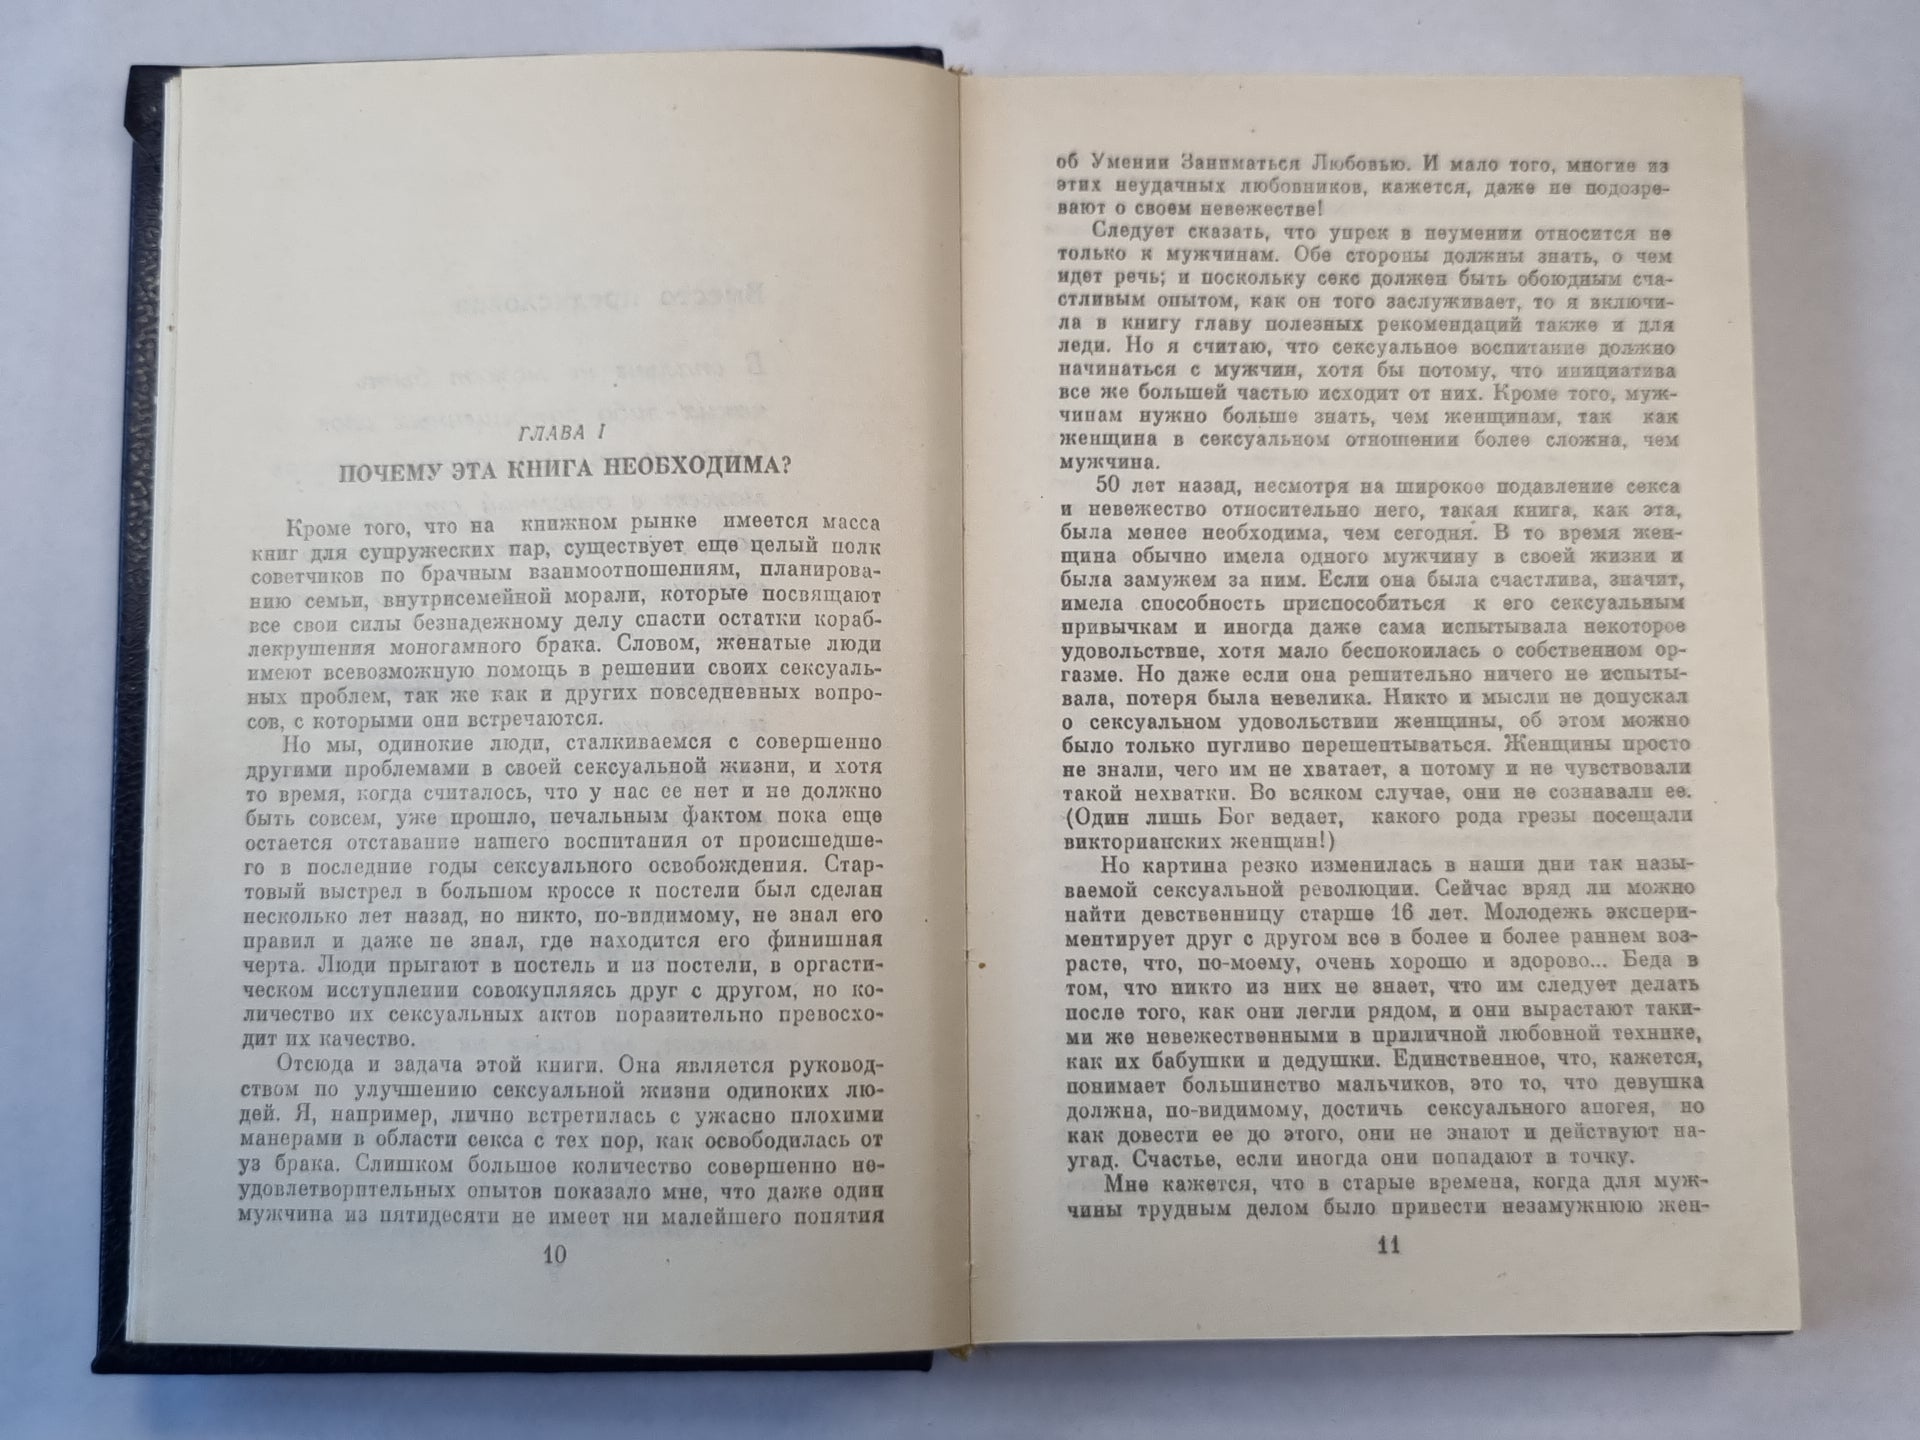 ГЛАВА I
ПОЧЕМУ ЭТА КНИГА НЕОБХОДИМА?
Кроме того, что на книжном рынке имеется масса
книг для супружеских пар, существует еще целый полк
советчиков по брачным взаимоотношениям, планирова-
нию семьи, внутрисемейной морали, которые посвящают
все свои силы безнадежному делу спасти остатки кораб-
лекрушения моногамного брака. Словом, женатые люди
имеют всевозможную помощь в решении своих сексуаль-
ных проблем, так же как и других повседневных вопро-
сов, с которыми они встречаются.
Но мы, одинокие люди, сталкиваемся с совершенно
другими проблемами в своей сексуальной жизни, и хотя
то время, когда считалось, что у нас ее нет и не должно
быть совсем, уже прошло, печальным фактом пока еще
остается отставание нашего воспитания от происшедше-
го в последние годы сексуального освобождения. Стар-
товый выстрел в большом кроссе к постели был сделан
несколько лет назад, но никто, по-видимому, не знал его
правил и даже не знал, где находится его финишная
черта. Люди прыгают в постель и из постели, в оргасти-
ческом исступлении совокупляясь друг с другом, но ко-
личество их сексуальных актов поразительно превосхо-
дит их качество.
Отсюда и задача этой книги. Она является руковод-
ством по улучшению сексуальной жизни одиноких лю-
дей. Я, например, лично встретилась с ужасно плохими
манерами в области секса с тех пор, как освободилась от
уз брака. Слишком большое количество совершенно не-
удовлетворительных опытов показало мне, что даже один
мужчина из пятидесяти не имеет ни малейшего понятия
10
об Умении Заниматься Любовью. И мало того, многие из
этих неудачных любовников, кажется, даже не подозре-
вают о своем невежестве!
Следует сказать, что упрек в неумении относится не
только к мужчинам. Обе стороны должны знать, о чем
идет речь; и поскольку секс должен быть обоюдным сча-
стливым опытом, как он того заслуживает, то я включи-
ла в книгу главу полезных рекомендаций также и для
леди. Но я считаю, что сексуальное воспитание должно
начинаться с мужчин, хотя бы потому, что инициатива
все же большей частью исходит от них. Кроме того, муж-
чинам нужно больше знать, чем женщинам, так как
женщина в сексуальном отношении более сложна, чем
мужчина.
50 лет назад, несмотря на широкое подавление секса
и невежество относительно него, такая книга, как эта,
была менее необходима, чем сегодня. В то время жен-
щина обычно имела одного мужчину в своей жизни и
была замужем за ним. Если она была счастлива, значит,
имела способность приспособиться к его сексуальным
привычкам и иногда даже сама испытывала некоторое
удовольствие, хотя мало беспокоилась о собственном ор-
газме. Но даже если она решительно ничего не испыты-
вала, потеря была невелика. Никто и мысли не допускал
о сексуальном удовольствии женщины, об этом можно
было только пугливо перешептываться. Женщины просто
не знали, чего им не хватает, а потому и не чувствовали
такой нехватки. Во всяком случае, они не сознавали ее.
(Один лишь Бог ведает, какого рода грезы посещали
викторианских женщин!)
Но картина резко изменилась в наши дни так назы-
ваемой сексуальной революции. Сейчас вряд ли можно
найти девственницу старше 16 лет. Молодежь экспери-
ментирует друг с другом все в более и более раннем воз-
расте, что, по-моему, очень хорошо и здорово... Беда в
том, что никто из них не знает, что им следует делать
после того, как они легли рядом, и они вырастают таки-
ми же невежественными в приличной любовной технике,
как их бабушки и дедушки. Единственное, что, кажется,
понимает большинство мальчиков, это то, что девушка
должна, по-видимому, достичь сексуального апогея, но
как довести ее до этого, они не знают и действуют на-
угад. Счастье, если иногда они попадают в точку.
Мне кажется, что в старые времена, когда для муж-
чины трудным делом было привести незамужнюю жен-
11